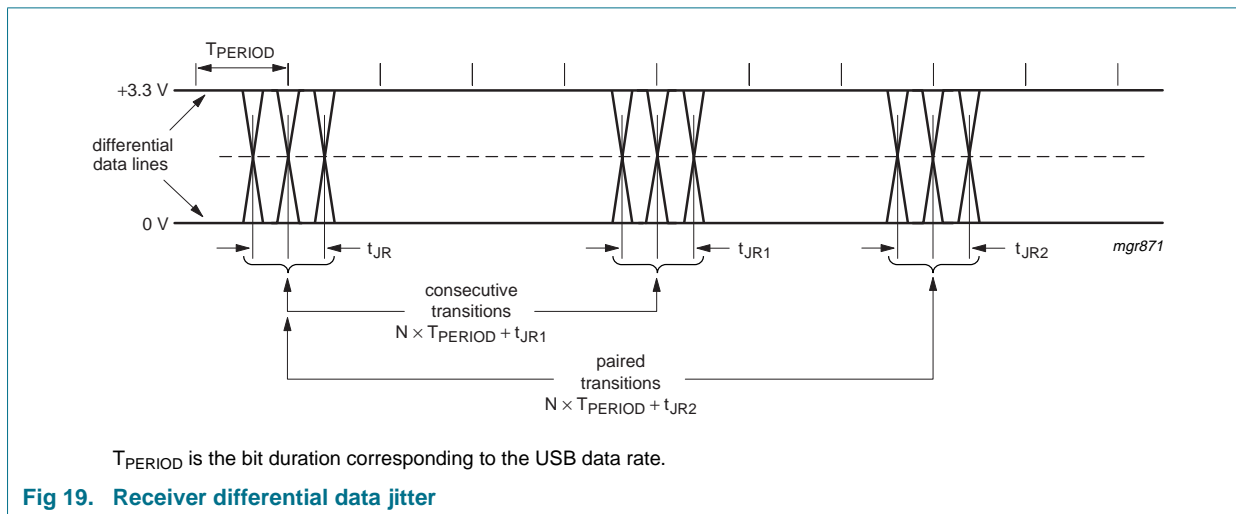 TPERIOD
+3.3 V
differential
data lines
0 V
tJR
tJR1
tJR2
mgr871
consecutive
transitions
N × TPERIOD + tJR1
paired
transitions
N × TPERIOD + tJR2
TPERIOD is the bit duration corresponding to the USB data rate.
Fig 19. Receiver differential data jitter